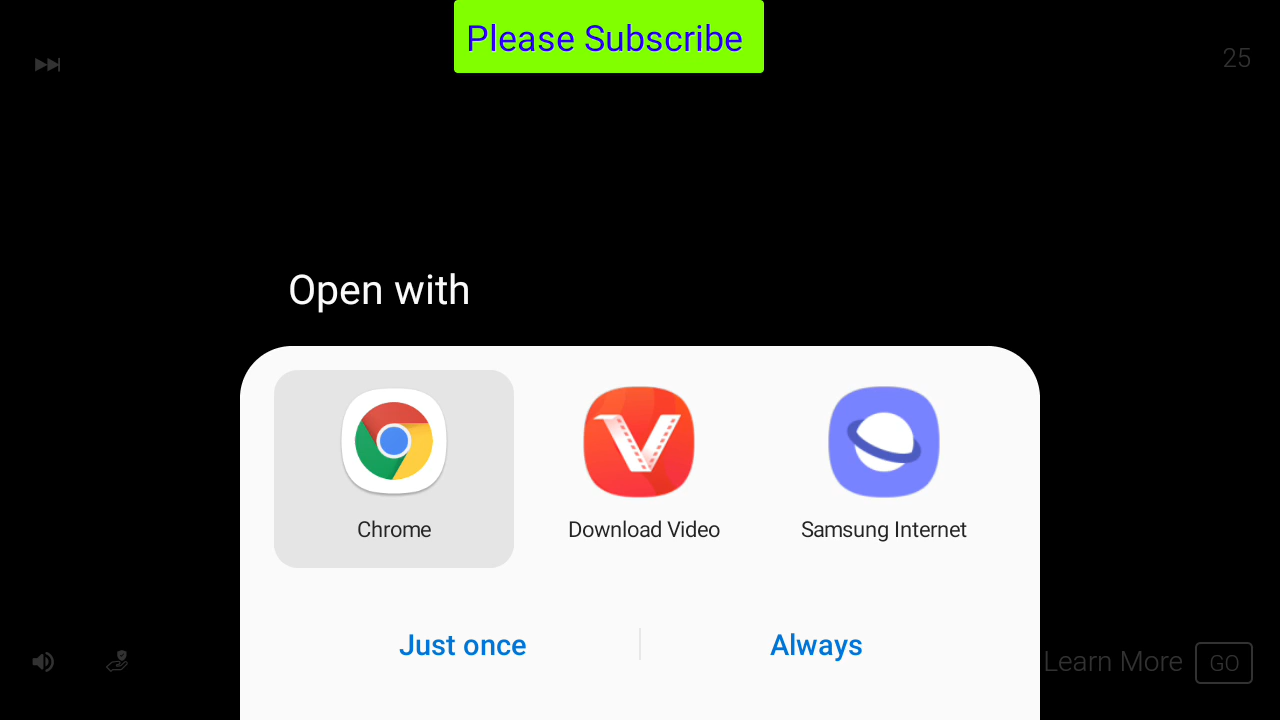 Please Subscribe
25
Open with
Chrome
Download Video
Samsung Internet
Just once
Always
Learn More
GO